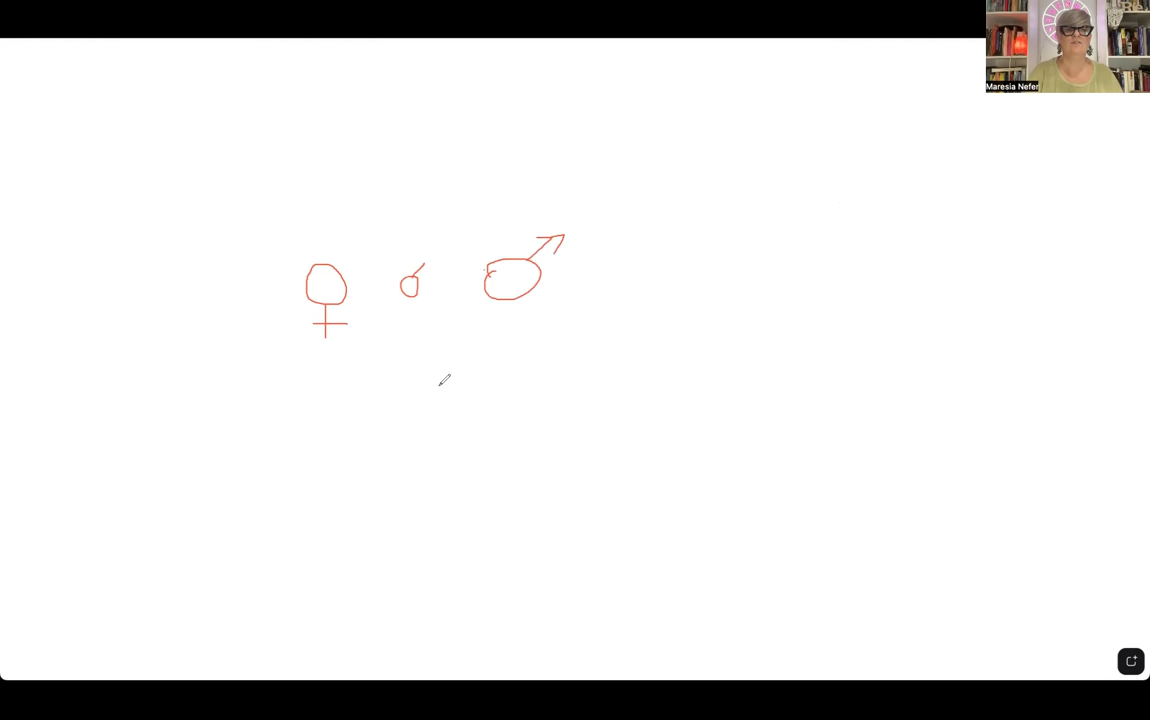 Maresia Nefer
♀ ☌ ♂